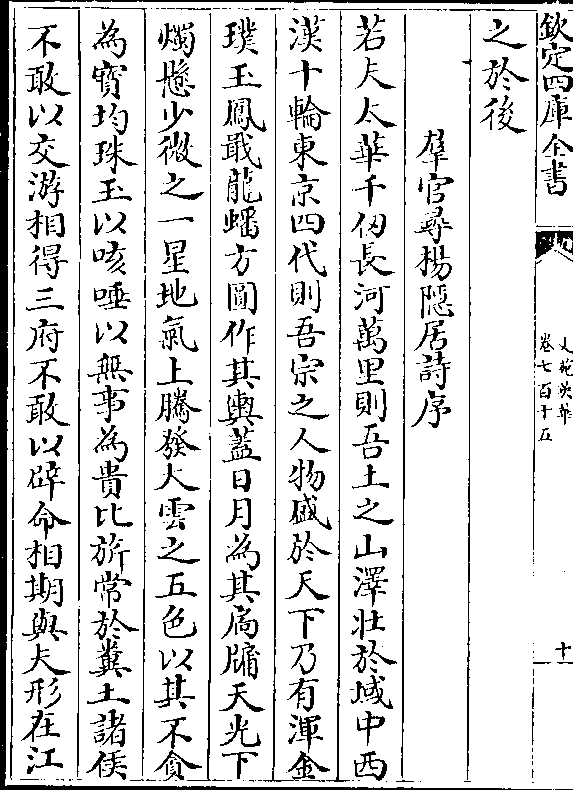 欽定四庫全書
文苑英華
卷七百十五
十
之於後
羣官尋楊隱居詩序
若夫太華千仞長河萬里則吾土之山澤壯於域中西
漢十輪東京四代則吾宗之人物盛於天下乃有渾金
璞玉鳳戢龍蟠方圓作其輿蓋日月為其扃牖天光下
燭懸少微之一星地氣上騰發大雲之五色以其不貪
為寳均珠玉以咳唾以無事為貴比旂常於糞土諸侯
不敢以交游相得三府不敢以辟命相期與夫形在江